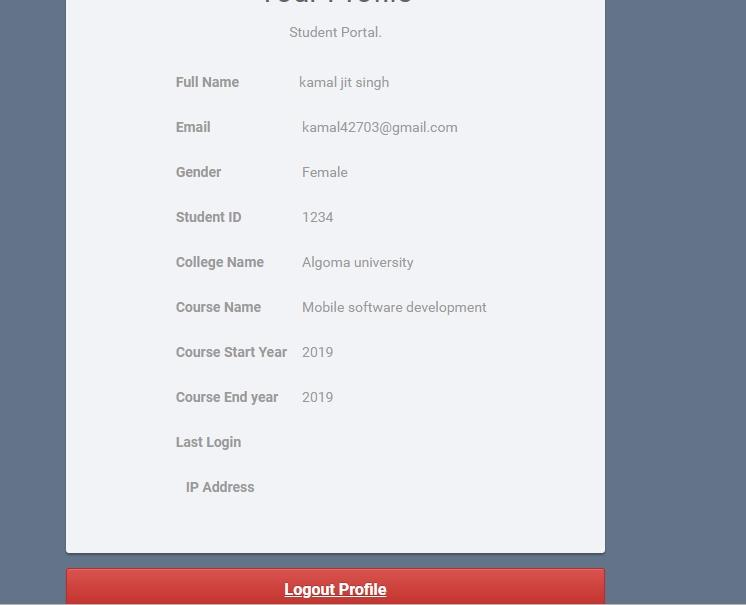 Your Profile
Student Portal.
Full Name kamal jit singh
Email kamal42703@gmail.com
Gender Female
Student ID 1234
College Name Algoma university
Course Name Mobile software development
Course Start Year 2019
Course End year 2019
Last Login
IP Address
Logout Profile